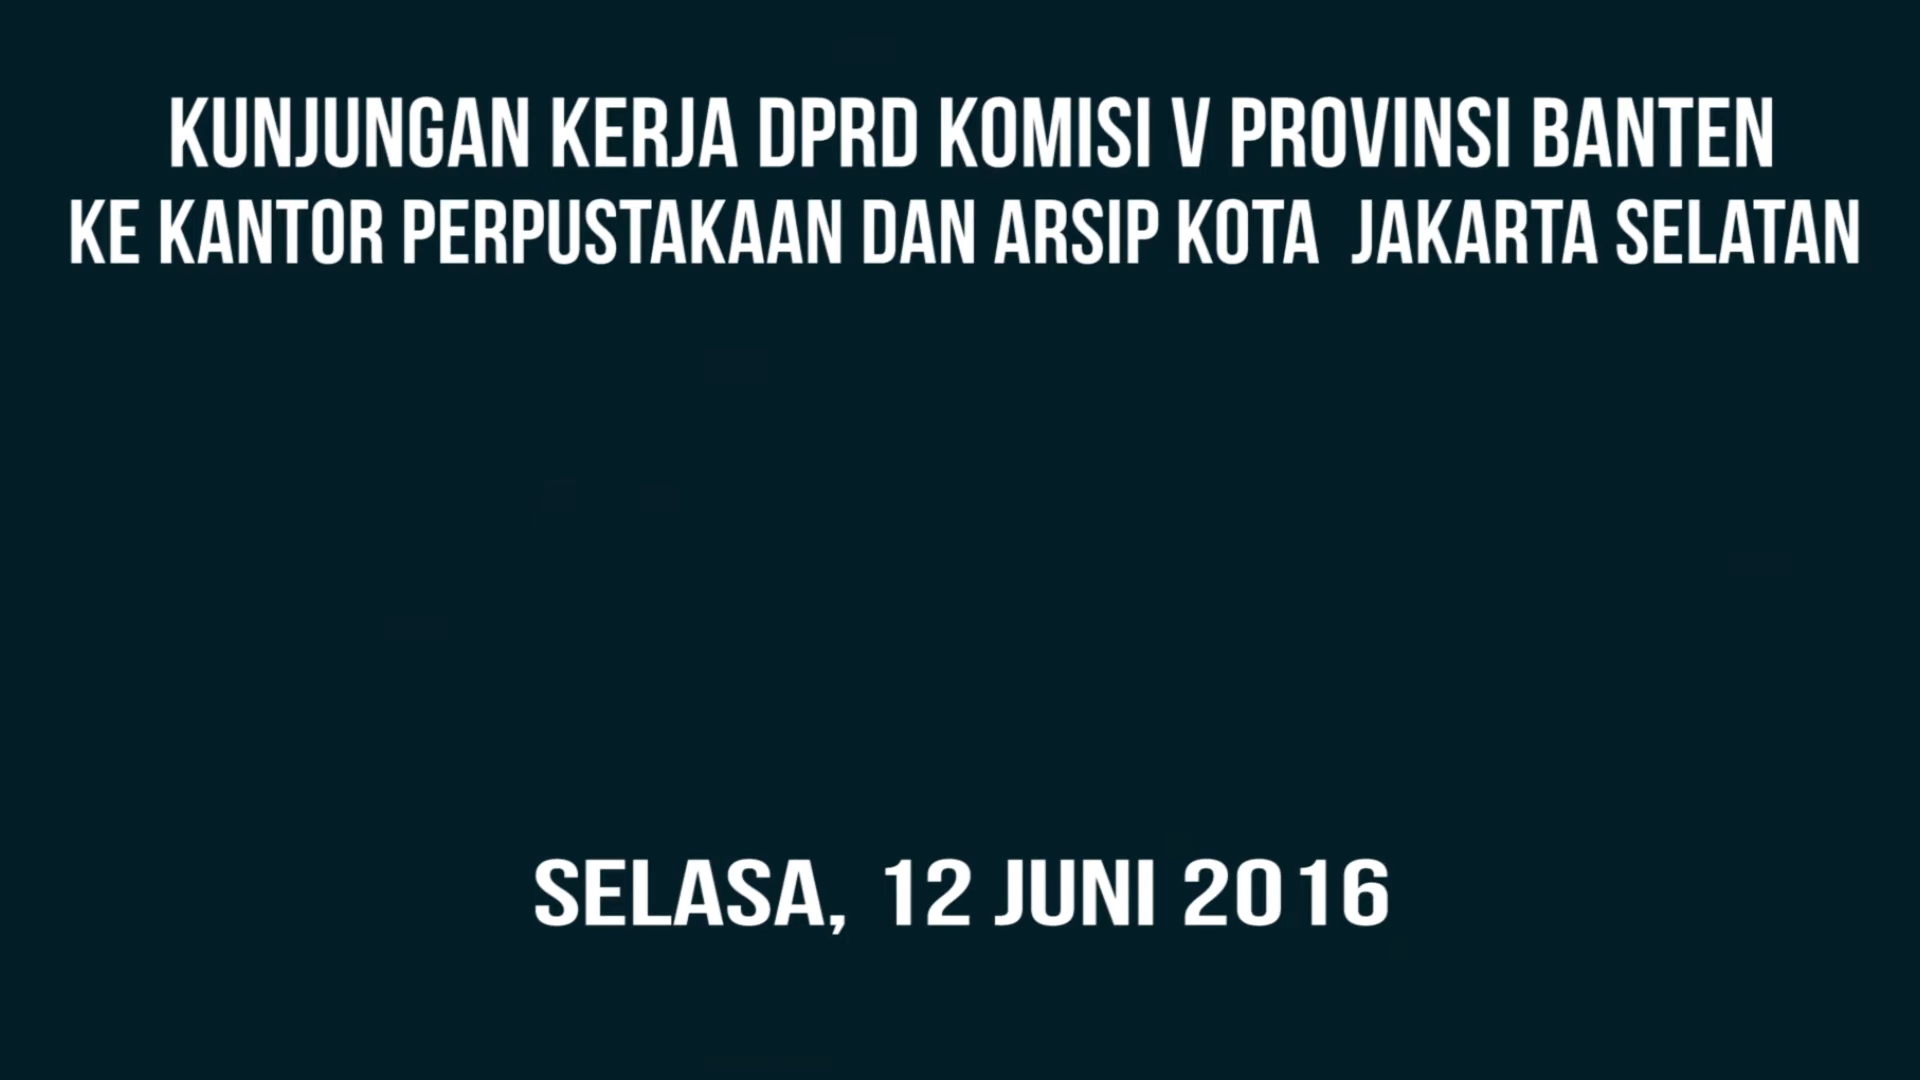 KUNJUNGAN KERJA DPRD KOMISI V PROVINSI BANTEN
KE KANTOR PERPUSTAKAAN DAN ARSIP KOTA  JAKARTA SELATAN
SELASA, 12 JUNI 2016